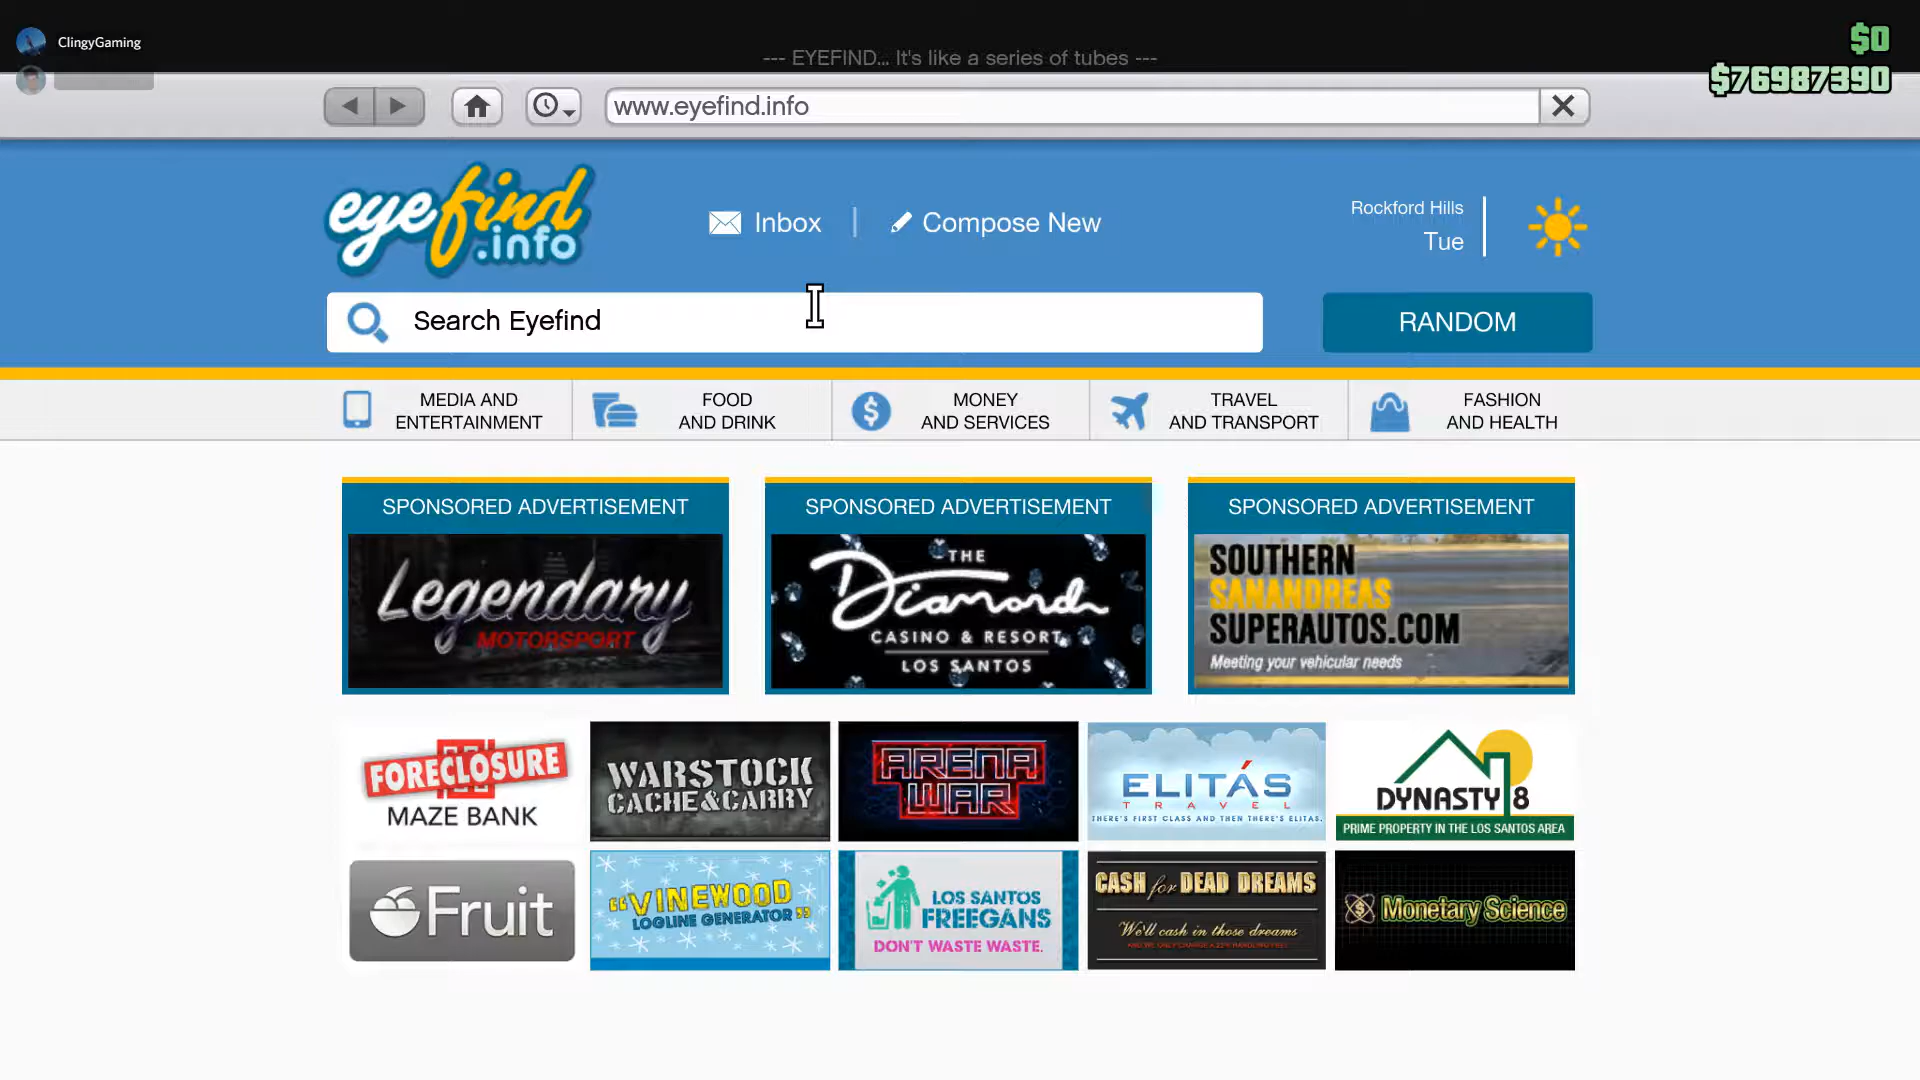 ClingyGaming
--- EYEFIND... It's like a series of tubes ---
$0
$76987390
www.eyefind.info
eyefind
.info
Inbox
Compose New
Rockford Hills
Tue
Search Eyefind
RANDOM
MEDIA AND
ENTERTAINMENT
FOOD
AND DRINK
MONEY
AND SERVICES
TRAVEL
AND TRANSPORT
FASHION
AND HEALTH
SPONSORED ADVERTISEMENT
Legendary
MOTORSPORT
SPONSORED ADVERTISEMENT
THE
Diamond
CASINO & RESORT
LOS SANTOS
SPONSORED ADVERTISEMENT
SOUTHERN
SANANDREAS
SUPERAUTOS.COM
Meeting your vehicular needs
FORECLOSURE
MAZE BANK
WARSTOCK
CACHE&CARRY
ARENA
WAR
ELITÁS
TRAVEL
THERE'S FIRST CLASS AND THEN THERE'S ELITAS.
DYNASTY 8
PRIME PROPERTY IN THE LOS SANTOS AREA
Fruit
"VINEWOOD
LOGLINE GENERATOR"
LOS SANTOS
FREEGANS
DON'T WASTE WASTE.
CASH for DEAD DREAMS
We'll cash in those dreams
Monetary Science